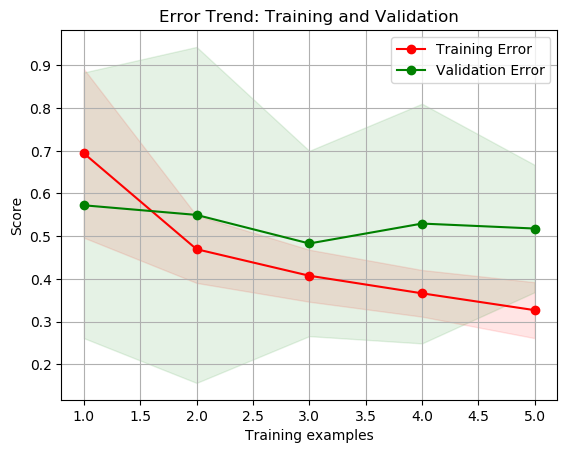 Error Trend: Training and Validation
Training Error
Validation Error
Score
0.9
0.8
0.7
0.6
0.5
0.4
0.3
0.2
1.0 1.5 2.0 2.5 3.0 3.5 4.0 4.5 5.0
Training examples